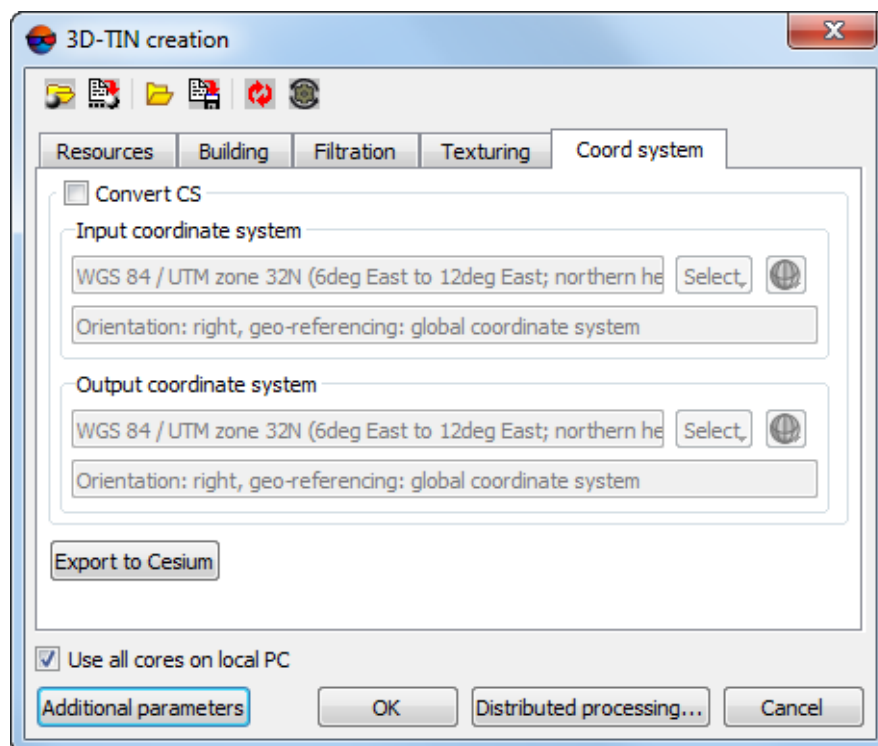 3D-TIN creation
Resources Building Filtration Texturing Coord system
Convert CS
Input coordinate system
WGS 84 / UTM zone 32N (6deg East to 12deg East; northern he Select
Orientation: right, geo-referencing: global coordinate system
Output coordinate system
WGS 84 / UTM zone 32N (6deg East to 12deg East; northern he Select
Orientation: right, geo-referencing: global coordinate system
Export to Cesium
Use all cores on local PC
Additional parameters OK Distributed processing... Cancel